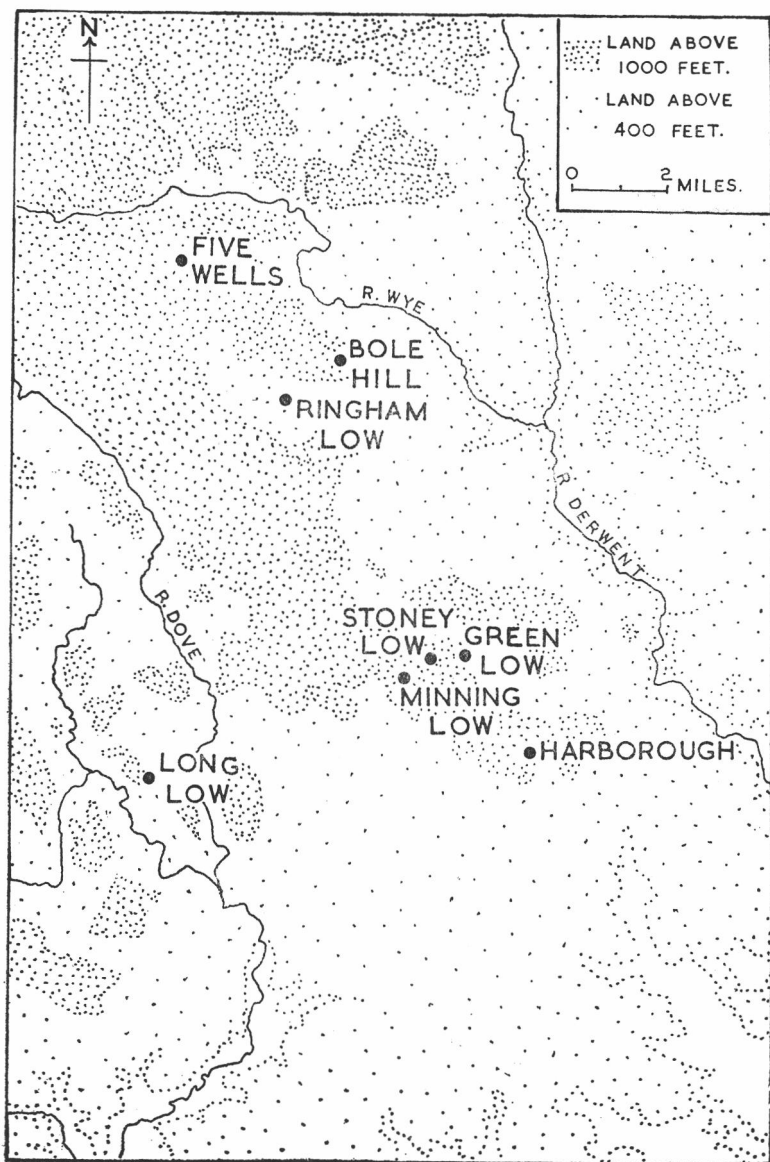 N
LAND ABOVE
1000 FEET.
LAND ABOVE
400 FEET.
0 2
MILES.
FIVE
WELLS
R. WYE
BOLE
HILL
RINGHAM
LOW
R. DERWENT
R. DOVE
STONEY
LOW
GREEN
LOW
MINNING
LOW
HARBOROUGH
LONG
LOW